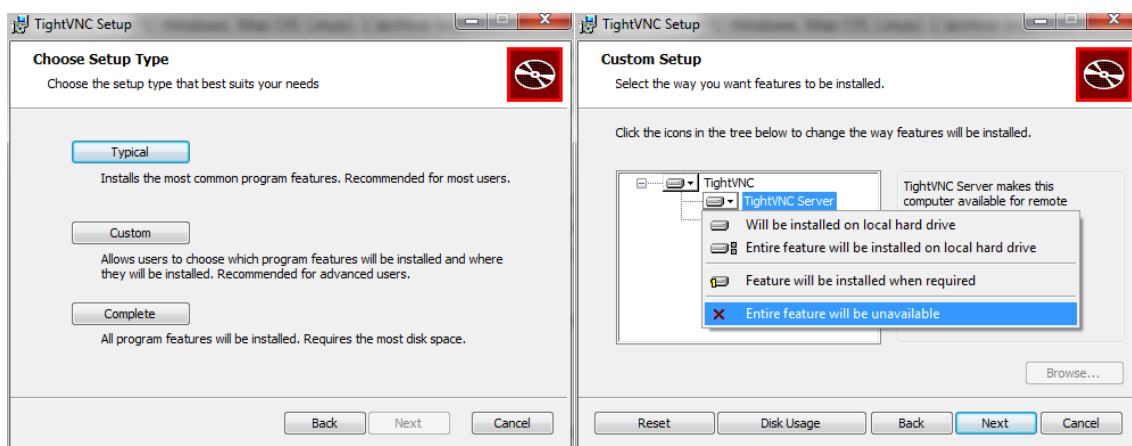 TightVNC Setup
Choose Setup Type
Choose the setup type that best suits your needs
Typical
Installs the most common program features. Recommended for most users.
Custom
Allows users to choose which program features will be installed and where
they will be installed. Recommended for advanced users.
Complete
All program features will be installed. Requires the most disk space.
Back
Next
Cancel
TightVNC Setup
Custom Setup
Select the way you want features to be installed.
Click the icons in the tree below to change the way features will be installed.
TightVNC
TightVNC Server
TightVNC Server makes this
computer available for remote
Will be installed on local hard drive
Entire feature will be installed on local hard drive
Feature will be installed when required
Entire feature will be unavailable
Browse...
Reset
Disk Usage
Back
Next
Cancel